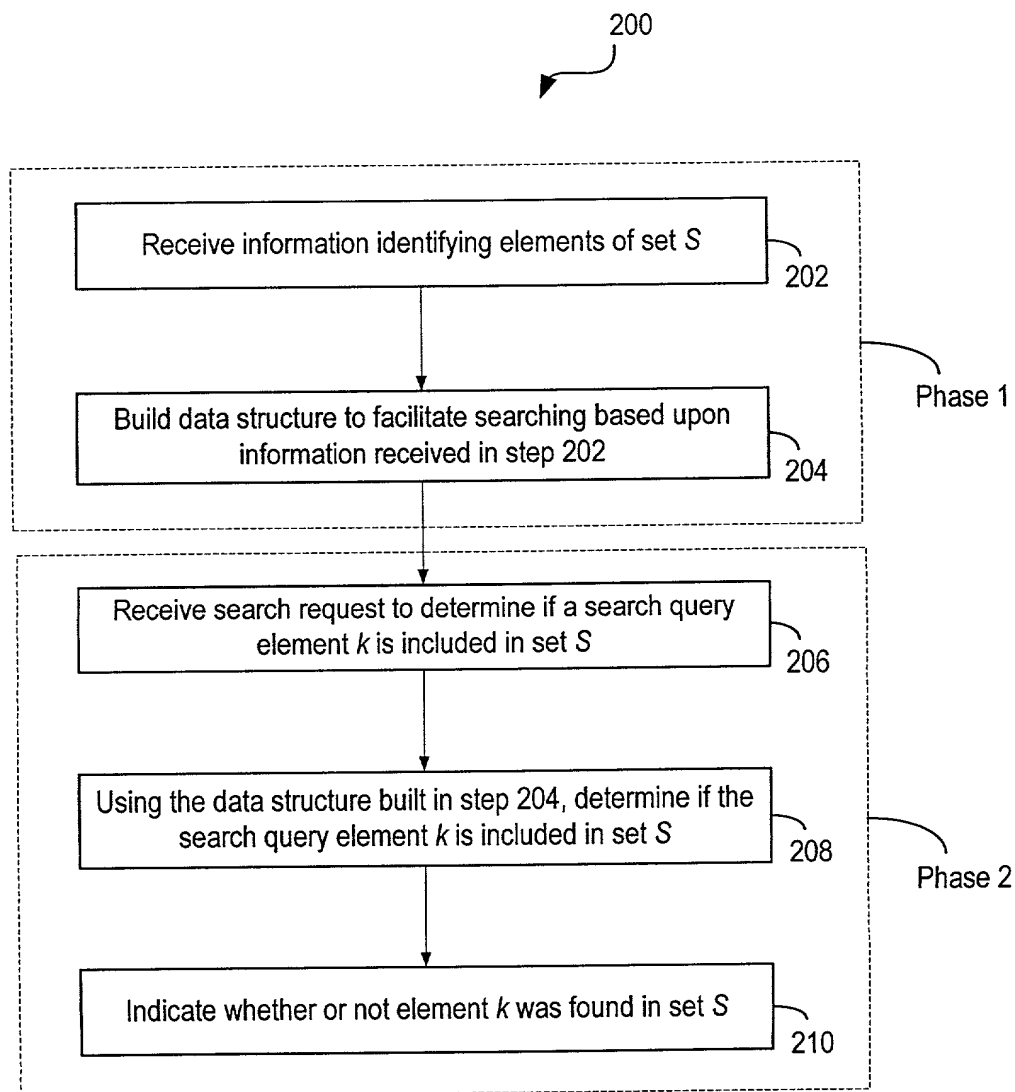 200
Receive information identifying elements of set S
202
Build data structure to facilitate searching based upon
information received in step 202
204
Phase 1
Receive search request to determine if a search query
element k is included in set S
206
Using the data structure built in step 204, determine if the
search query element k is included in set S
208
Phase 2
Indicate whether or not element k was found in set S
210